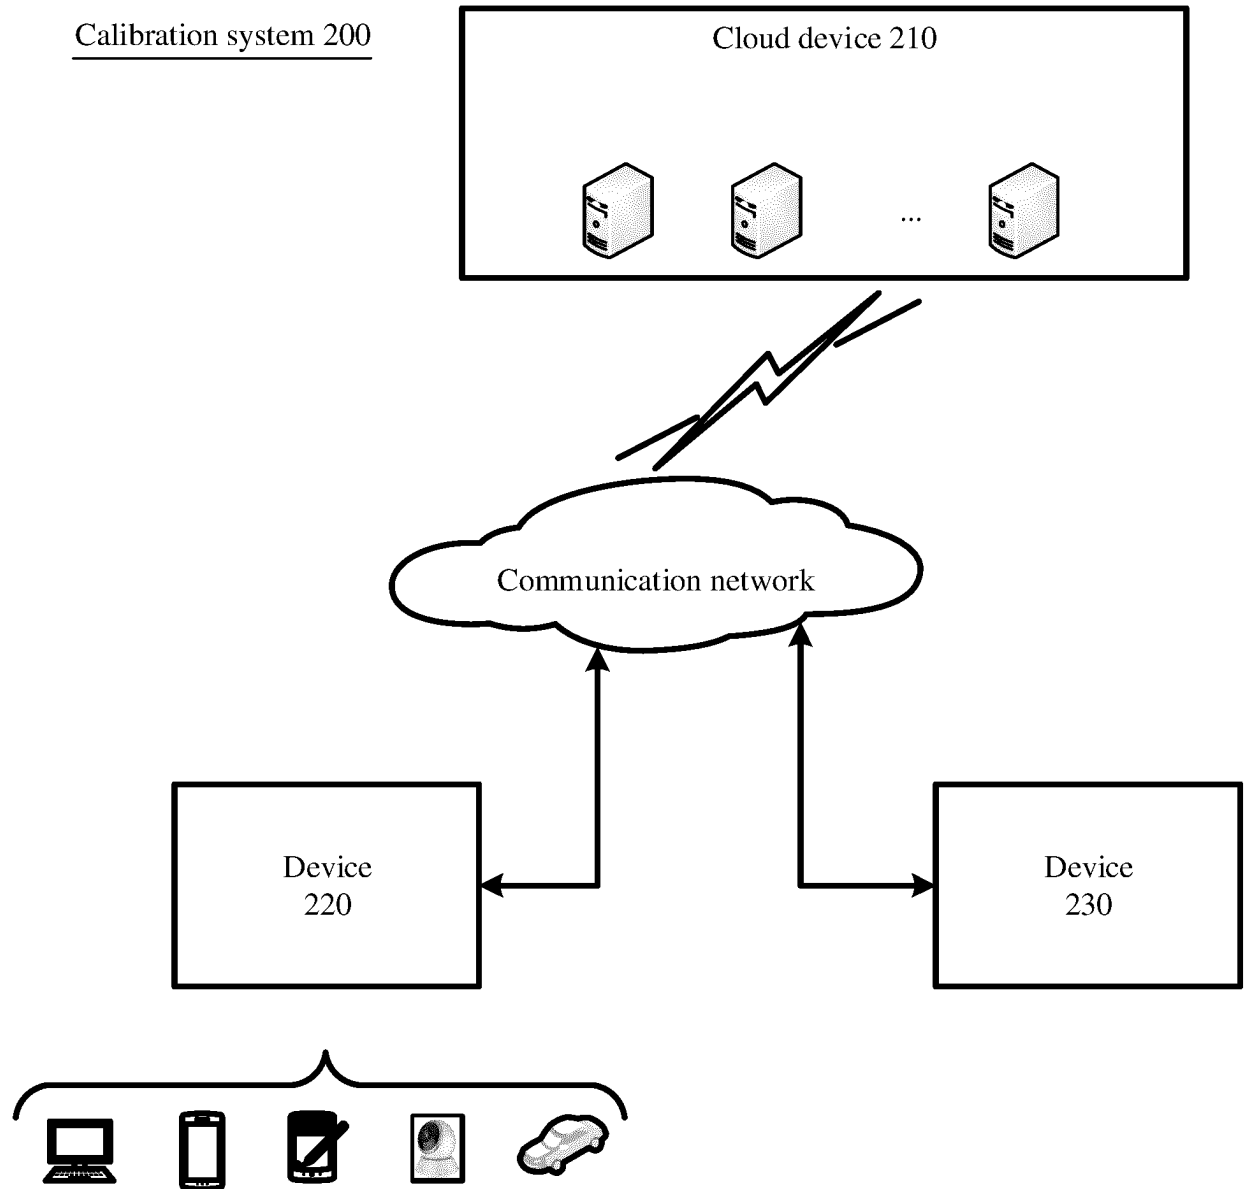 Calibration system 200
Cloud device 210
...
Communication network
Device
220
Device
230